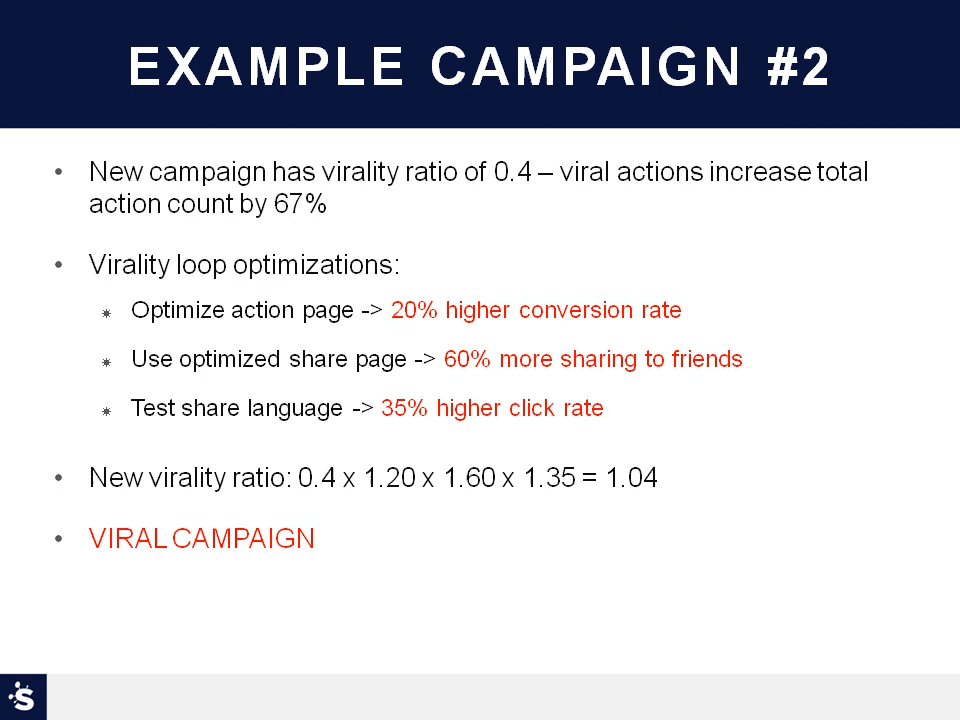 EXAMPLE CAMPAIGN #2
• New campaign has virality ratio of 0.4 – viral actions increase total
action count by 67%
• Virality loop optimizations:
⁕ Optimize action page -> 20% higher conversion rate
⁕ Use optimized share page -> 60% more sharing to friends
⁕ Test share language -> 35% higher click rate
• New virality ratio: 0.4 x 1.20 x 1.60 x 1.35 = 1.04
• VIRAL CAMPAIGN
S